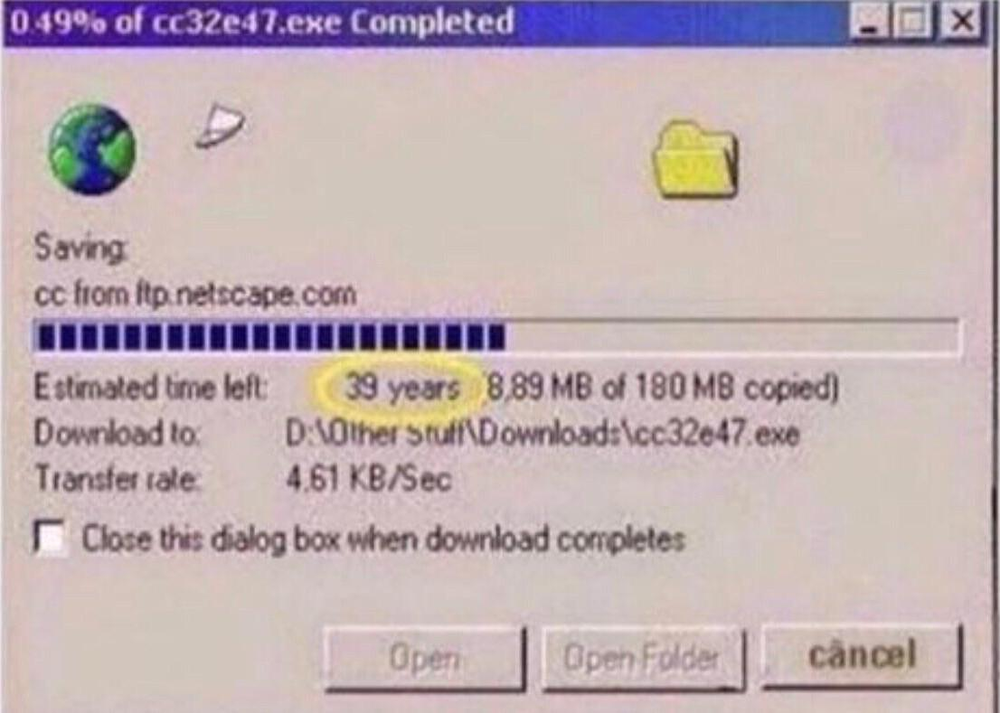 0.49% of cc32e47.exe Completed
Saving:
cc from ftp.netscape.com
Estimated time left: 39 years (8,89 MB of 180 MB copied)
Download to: D:\Other Stuff\Downloads\cc32e47.exe
Transfer rate: 4,61 KB/Sec
Close this dialog box when download completes
Open Open Folder câncel